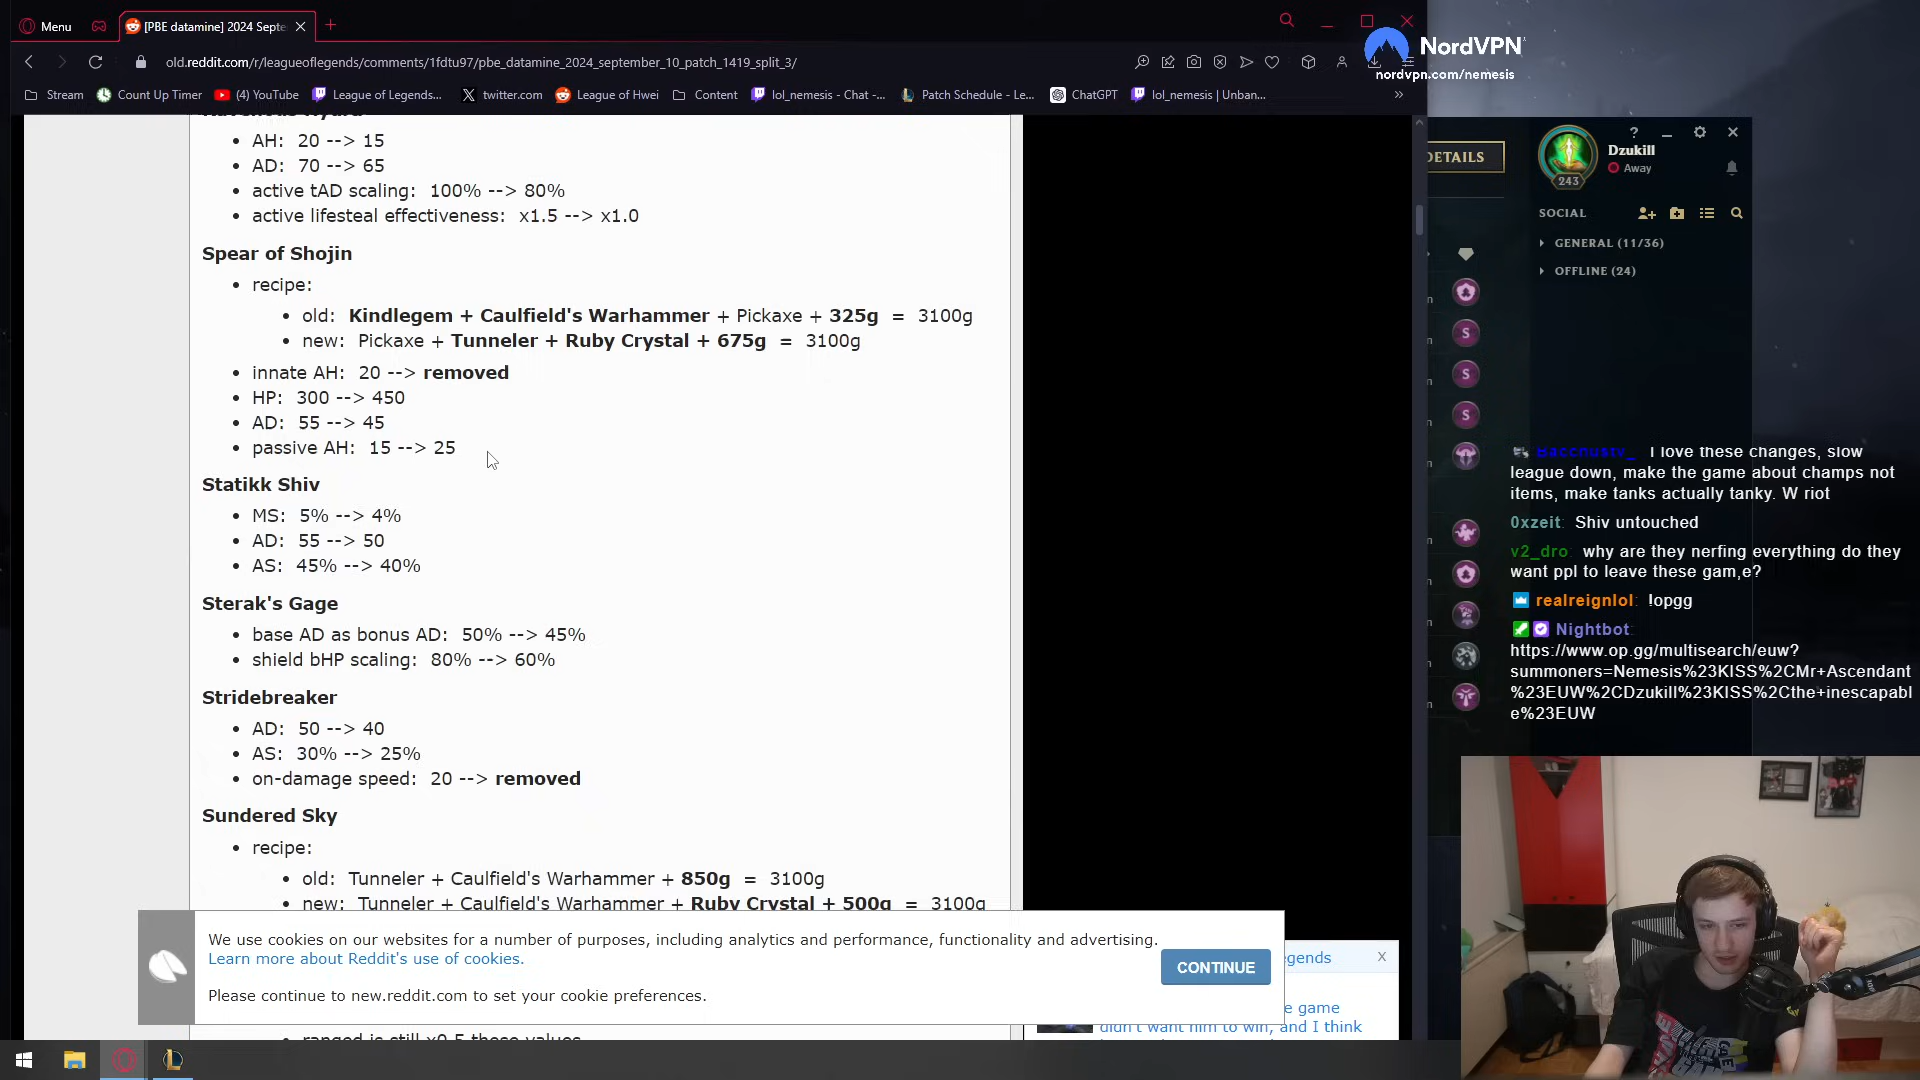 Menu
[PBE datamine] 2024 Septe
NordVPN
nordvpn.com/nemesis
old.reddit.com/r/leagueoflegends/comments/1fdtu97/pbe_datamine_2024_september_10_patch_1419_split_3/
Stream
Count Up Timer
(4) YouTube
League of Legends...
twitter.com
League of Hwei
Content
lol_nemesis - Chat -...
Patch Schedule - Le...
ChatGPT
lol_nemesis | Unban...
AH: 20 --> 15
AD: 70 --> 65
active tAD scaling: 100% --> 80%
active lifesteal effectiveness: x1.5 --> x1.0
Spear of Shojin
recipe:
old: Kindlegem + Caulfield's Warhammer + Pickaxe + 325g = 3100g
new: Pickaxe + Tunneler + Ruby Crystal + 675g = 3100g
innate AH: 20 --> removed
HP: 300 --> 450
AD: 55 --> 45
passive AH: 15 --> 25
Statikk Shiv
MS: 5% --> 4%
AD: 55 --> 50
AS: 45% --> 40%
Sterak's Gage
base AD as bonus AD: 50% --> 45%
shield bHP scaling: 80% --> 60%
Stridebreaker
AD: 50 --> 40
AS: 30% --> 25%
on-damage speed: 20 --> removed
Sundered Sky
recipe:
old: Tunneler + Caulfield's Warhammer + 850g = 3100g
new: Tunneler + Caulfield's Warhammer + Ruby Crystal + 500g = 3100g
We use cookies on our websites for a number of purposes, including analytics and performance, functionality and advertising.
Learn more about Reddit's use of cookies.
Please continue to new.reddit.com to set your cookie preferences.
CONTINUE
ranged is still x0.5 these values
egends
X
e game
didn't want him to win, and I think
DETAILS
Dzukill
Away
243
SOCIAL
GENERAL (11/36)
OFFLINE (24)
S
S
S
Bacchustv_ I love these changes, slow
league down, make the game about champs not
items, make tanks actually tanky. W riot
0xzeit: Shiv untouched
v2_dro: why are they nerfing everything do they
want ppl to leave these gam,e?
realreignlol: !opgg
Nightbot:
https://www.op.gg/multisearch/euw?
summoners=Nemesis%23KISS%2CMr+Ascendant
%23EUW%2CDzukill%23KISS%2Cthe+inescapabl
e%23EUW